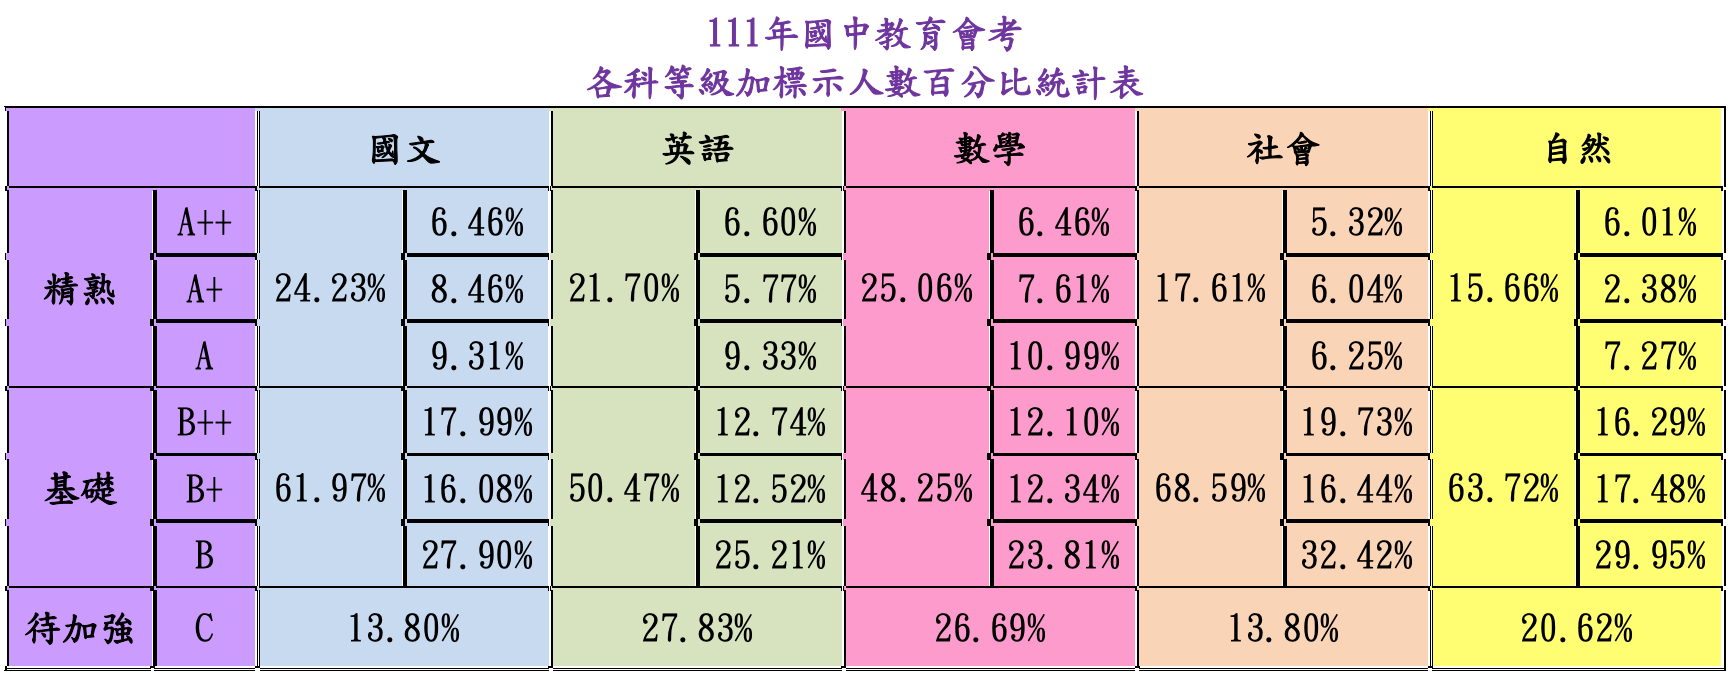 111年國中教育會考
各科等級加標示人數百分比統計表
國文 英語 數學 社會 自然
精熟 A++ 24.23% 6.46% 21.70% 6.60% 25.06% 6.46% 17.61% 5.32% 15.66% 6.01%
A+ 8.46% 5.77% 7.61% 6.04% 2.38%
A 9.31% 9.33% 10.99% 6.25% 7.27%
基礎 B++ 61.97% 17.99% 50.47% 12.74% 48.25% 12.10% 68.59% 19.73% 63.72% 16.29%
B+ 16.08% 12.52% 12.34% 16.44% 17.48%
B 27.90% 25.21% 23.81% 32.42% 29.95%
待加強 C 13.80% 27.83% 26.69% 13.80% 20.62%